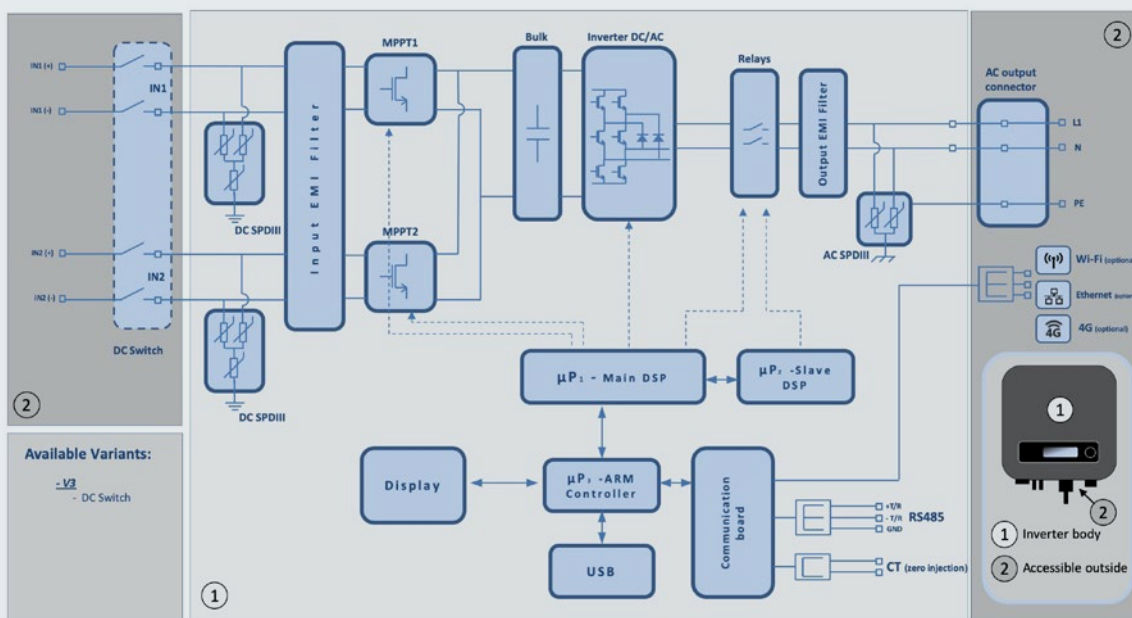 2
IN1 (+)
IN1 (-)
IN1
IN2 (+)
IN2 (-)
IN2
DC Switch
2
Available Variants:
- V3
- DC Switch
DC SPDIII
DC SPDIII
Input EMI Filter
MPPT1
MPPT2
Bulk
Inverter DC/AC
Relays
Output EMI Filter
AC SPDIII
AC output
connector
L1
N
PE
Wi-Fi (optional
Ethernet
4G
4G (optional)
µP1 - Main DSP
µP2 -Slave
DSP
Display
µP3 -ARM
Controller
USB
Communication
board
+T/R
- T/R
GND
RS485
CT (zero injection)
1
1
2
1 Inverter body
2 Accessible outside